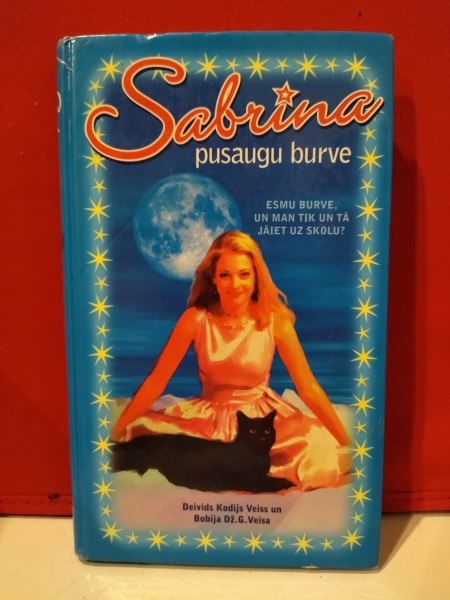 Sabrina
pusaugu burve
ESMU BURVE,
UN MAN TIK UN TĀ
JĀIET UZ SKOLU?
Deivids Kodijs Veiss un
Bobija Dž.G.Veisa